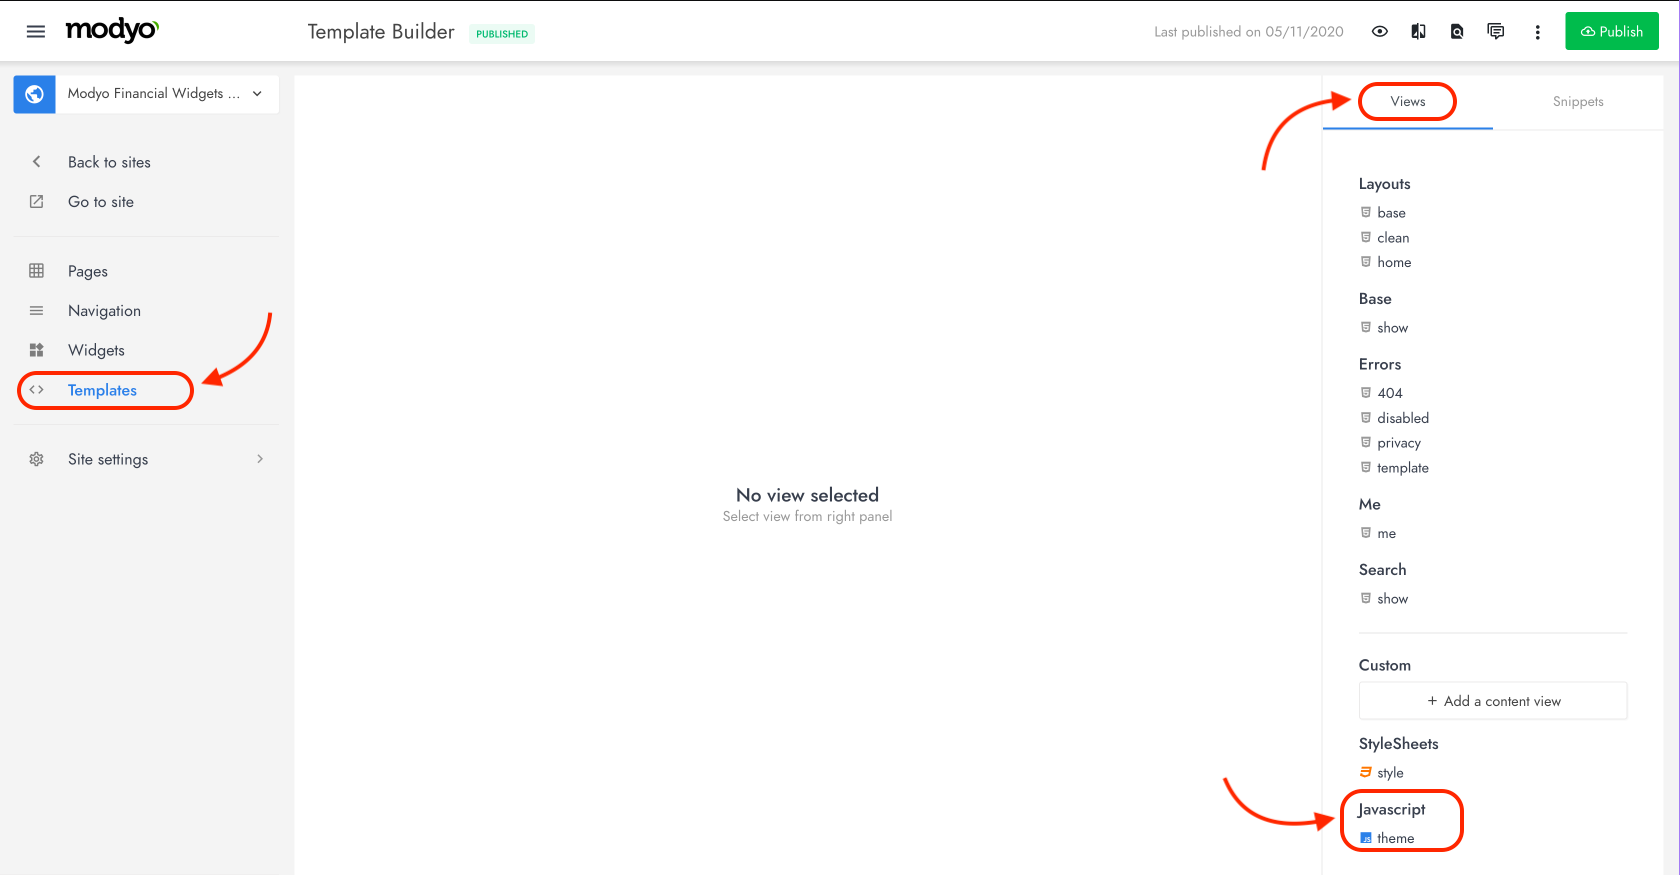 modyo
Template Builder
PUBLISHED
Last published on 05/11/2020
Publish
Modyo Financial Widgets ...
Back to sites
Go to site
Pages
Navigation
Widgets
Templates
Site settings
No view selected
Select view from right panel
Views
Snippets
Layouts
base
clean
home
Base
show
Errors
404
disabled
privacy
template
Me
me
Search
show
Custom
+ Add a content view
StyleSheets
style
Javascript
JS theme